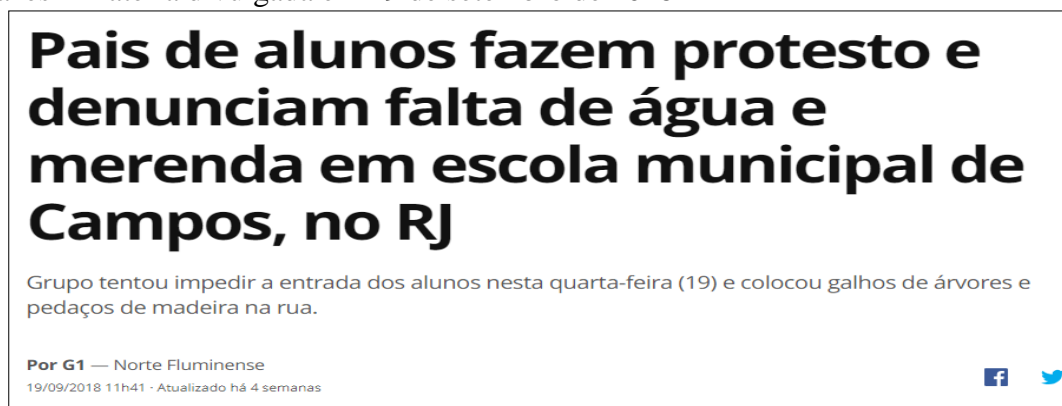 Pais de alunos fazem protesto e
denunciam falta de água e
merenda em escola municipal de
Campos, no RJ
Grupo tentou impedir a entrada dos alunos nesta quarta-feira (19) e colocou galhos de árvores e
pedaços de madeira na rua.
Por G1 — Norte Fluminense
19/09/2018 11h41 · Atualizado há 4 semanas